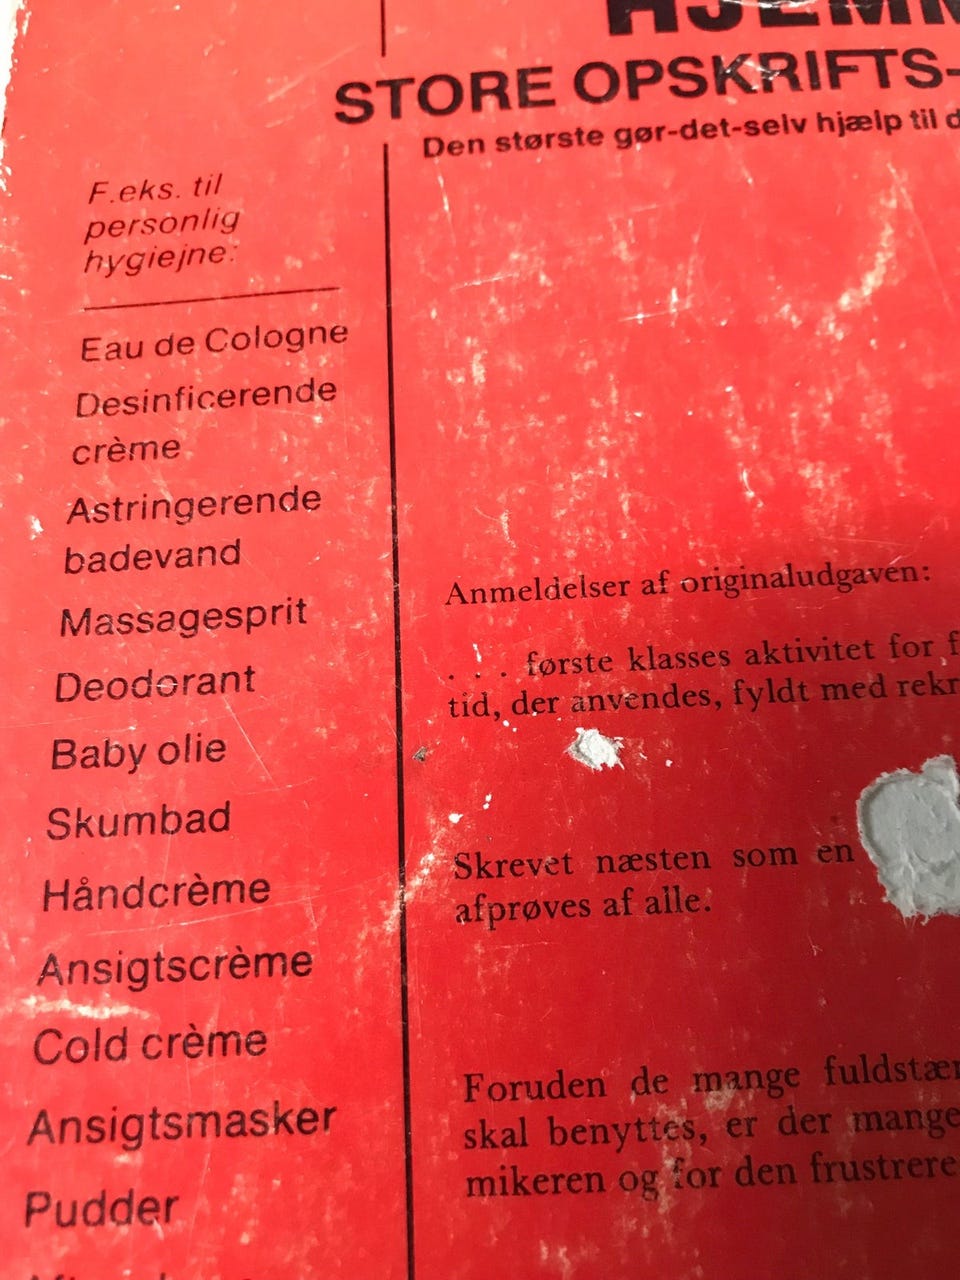 STORE OPSKRIFTS-
Den største gør-det-selv hjælp til
F.eks. til
personlig
hygiejne:
Eau de Cologne
Desinficerende
crème
Astringerende
badevand
Massagesprit
Deodorant
Baby olie
Skumbad
Håndcrème
Ansigtscrème
Cold crème
Ansigtsmasker
Pudder
Anmeldelser af originaludgaven:
. . . første klasses aktivitet for
tid, der anvendes, fyldt med
Skrevet næsten som en
afprøves af alle.
Foruden de mange
skal benyttes, er der mange
mikeren og for den